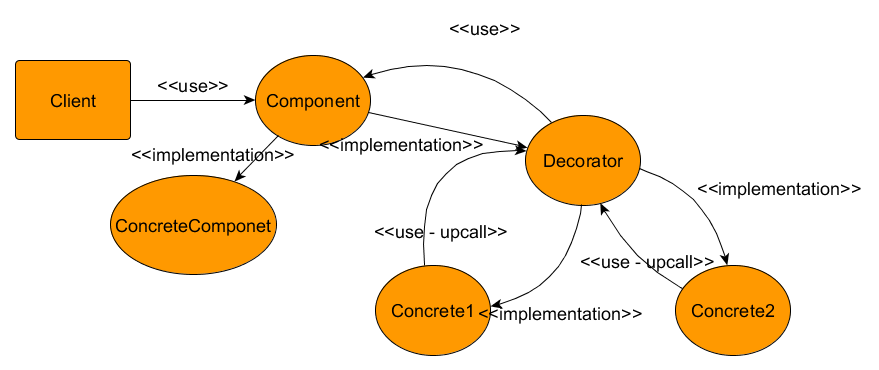 <<use>>
Client
<<use>>
Component
<<implementation>>
<<implementation>>
Decorator
<<implementation>>
ConcreteComponet
<<use - upcall>>
<<use - upcall>>
Concrete1
<<implementation>>
Concrete2